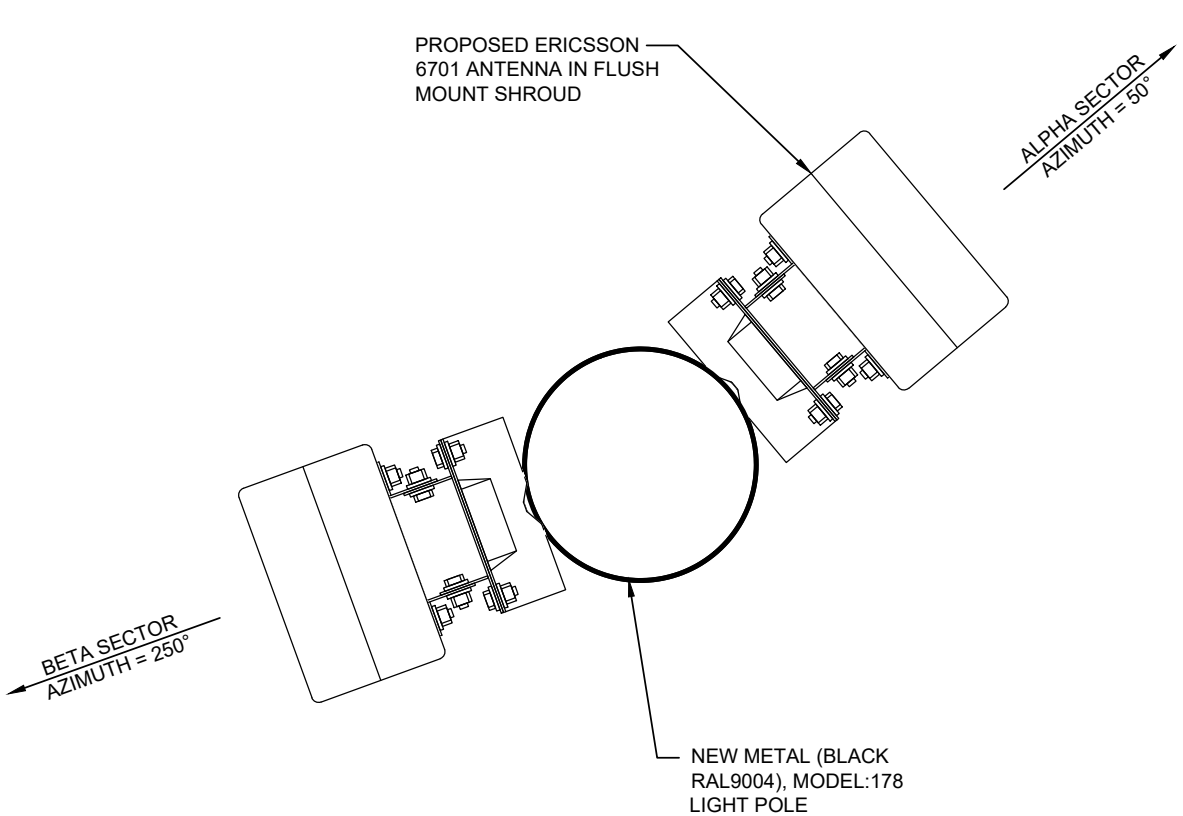 PROPOSED ERICSSON
6701 ANTENNA IN FLUSH
MOUNT SHROUD
ALPHA SECTOR
AZIMUTH = 50°
BETA SECTOR
AZIMUTH = 250°
NEW METAL (BLACK
RAL9004), MODEL:178
LIGHT POLE